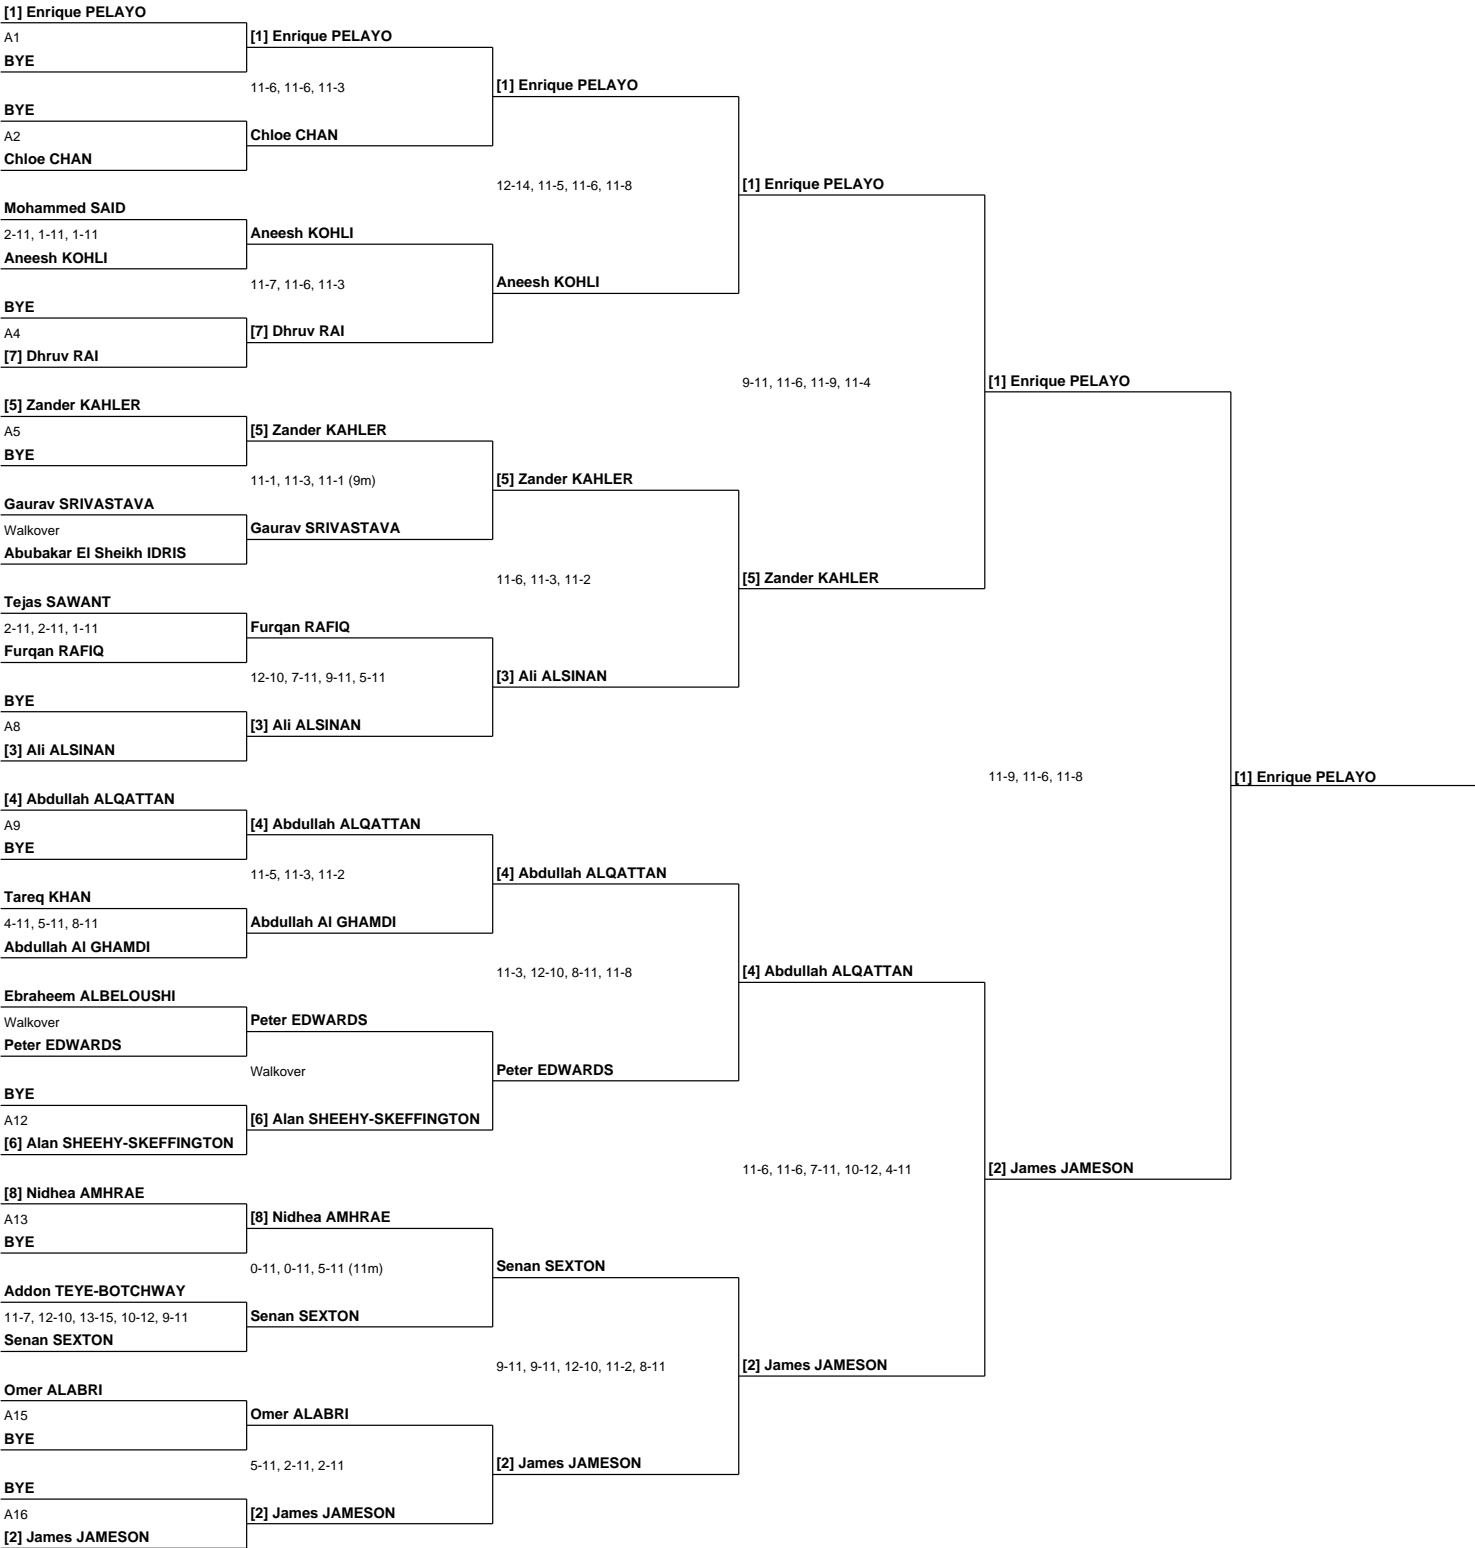 [1] Enrique PELAYO
A1
BYE
BYE
A2
Chloe CHAN
Mohammed SAID
2-11, 1-11, 1-11
Aneesh KOHLI
BYE
A4
[7] Dhruv RAI
[5] Zander KAHLER
A5
BYE
Gaurav SRIVASTAVA
Walkover
Abubakar El Sheikh IDRIS
Tejas SAWANT
2-11, 2-11, 1-11
Furqan RAFIQ
BYE
A8
[3] Ali ALSINAN
[4] Abdullah ALQATTAN
A9
BYE
Tareq KHAN
4-11, 5-11, 8-11
Abdullah Al GHAMDI
Ebraheem ALBELOUSHI
Walkover
Peter EDWARDS
BYE
A12
[6] Alan SHEEHY-SKEFFINGTON
[8] Nidhea AMHRAE
A13
BYE
Addon TEYE-BOTCHWAY
11-7, 12-10, 13-15, 10-12, 9-11
Senan SEXTON
Omer ALABRI
A15
BYE
BYE
A16
[2] James JAMESON
[1] Enrique PELAYO
11-6, 11-6, 11-3
Chloe CHAN
Aneesh KOHLI
11-7, 11-6, 11-3
[7] Dhruv RAI
[5] Zander KAHLER
11-1, 11-3, 11-1 (9m)
Gaurav SRIVASTAVA
Furqan RAFIQ
12-10, 7-11, 9-11, 5-11
[3] Ali ALSINAN
[4] Abdullah ALQATTAN
11-5, 11-3, 11-2
Abdullah Al GHAMDI
Peter EDWARDS
Walkover
[6] Alan SHEEHY-SKEFFINGTON
[8] Nidhea AMHRAE
0-11, 0-11, 5-11 (11m)
Senan SEXTON
Omer ALABRI
5-11, 2-11, 2-11
[2] James JAMESON
[1] Enrique PELAYO
12-14, 11-5, 11-6, 11-8
Aneesh KOHLI
[5] Zander KAHLER
11-6, 11-3, 11-2
[3] Ali ALSINAN
[4] Abdullah ALQATTAN
11-3, 12-10, 8-11, 11-8
Peter EDWARDS
Senan SEXTON
9-11, 9-11, 12-10, 11-2, 8-11
[2] James JAMESON
[1] Enrique PELAYO
9-11, 11-6, 11-9, 11-4
[5] Zander KAHLER
[4] Abdullah ALQATTAN
11-6, 11-6, 7-11, 10-12, 4-11
[2] James JAMESON
[1] Enrique PELAYO
11-9, 11-6, 11-8
[2] James JAMESON
[1] Enrique PELAYO